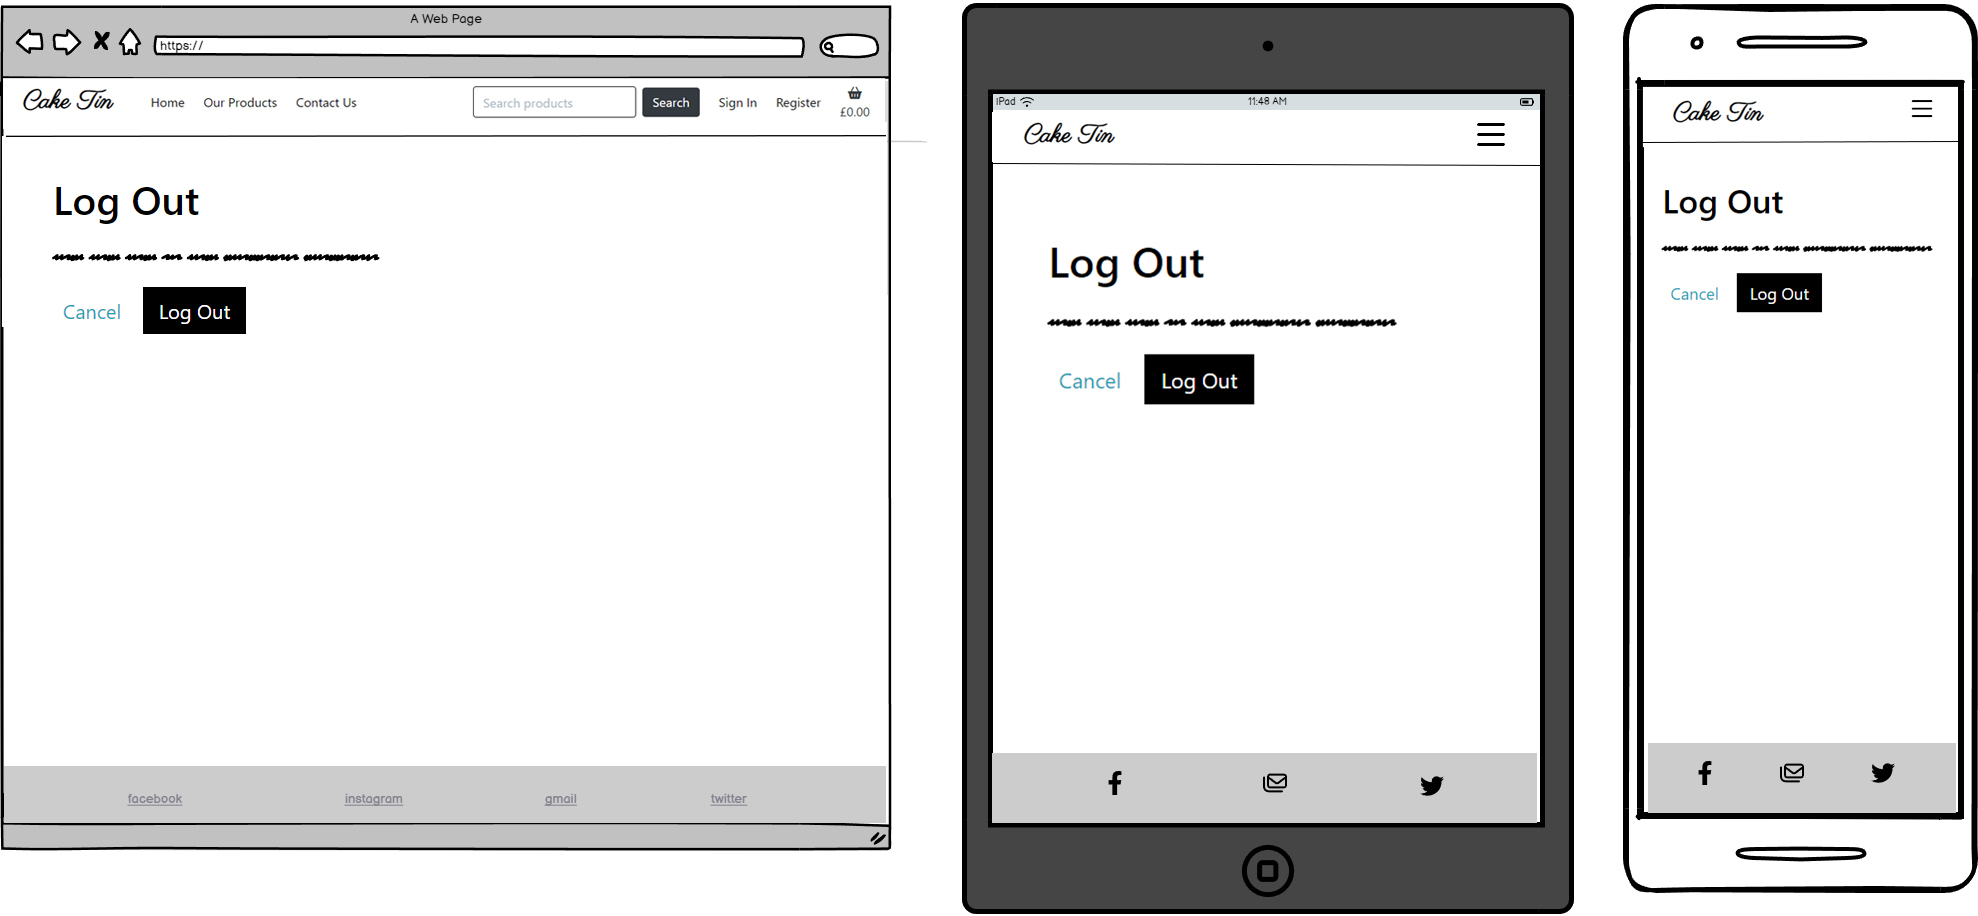 A Web Page
https://
Cake Tin Home Our Products Contact Us Search products Search Sign In Register £0.00
Log Out
Cancel Log Out
facebook instagram gmail twitter
iPad 11:48 AM
Cake Tin
Log Out
Cancel Log Out
Cake Tin
Log Out
Cancel Log Out